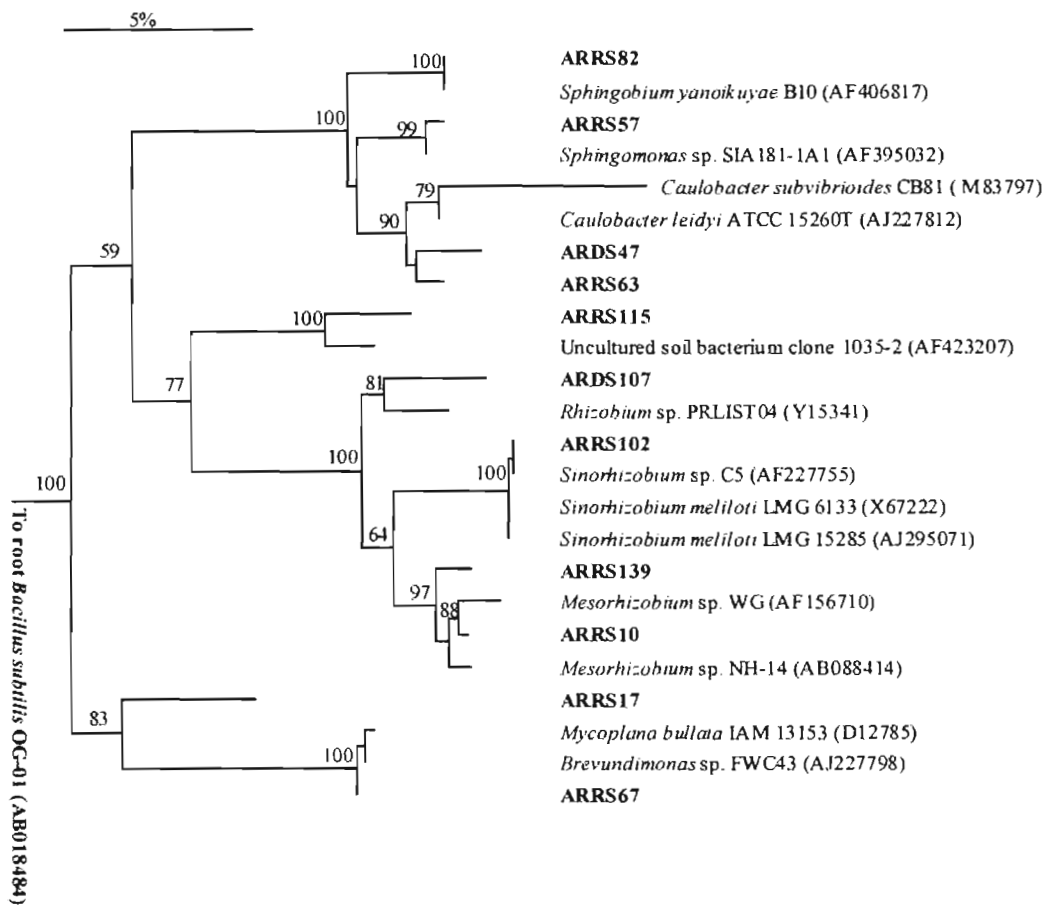 5%
100
ARRS82
Sphingobium yanoikuyae B10 (AF406817)
100
99
ARRS57
Sphingomonas sp. SIA181-1A1 (AF395032)
79
Caulobacter subvibrioides CB81 ( M83797)
90
Caulobacter leidyi ATCC 15260T (AJ227812)
59
ARDS47
ARRS63
100
ARRS115
Uncultured soil bacterium clone 1035-2 (AF423207)
77
81
ARDS107
Rhizobium sp. PRLIST04 (Y15341)
100
ARRS102
100
Sinorhizobium sp. C5 (AF227755)
100
Sinorhizobium meliloti LMG 6133 (X67222)
64
Sinorhizobium meliloti LMG 15285 (AJ295071)
97
ARRS139
88
Mesorhizobium sp. WG (AF156710)
ARRS10
Mesorhizobium sp. NH-14 (AB088414)
ARRS17
83
Mycoplana bullata IAM 13153 (D12785)
100
Brevundimonas sp. FWC43 (AJ227798)
ARRS67
To root Bacillus subtilis OG-01 (AB018484)